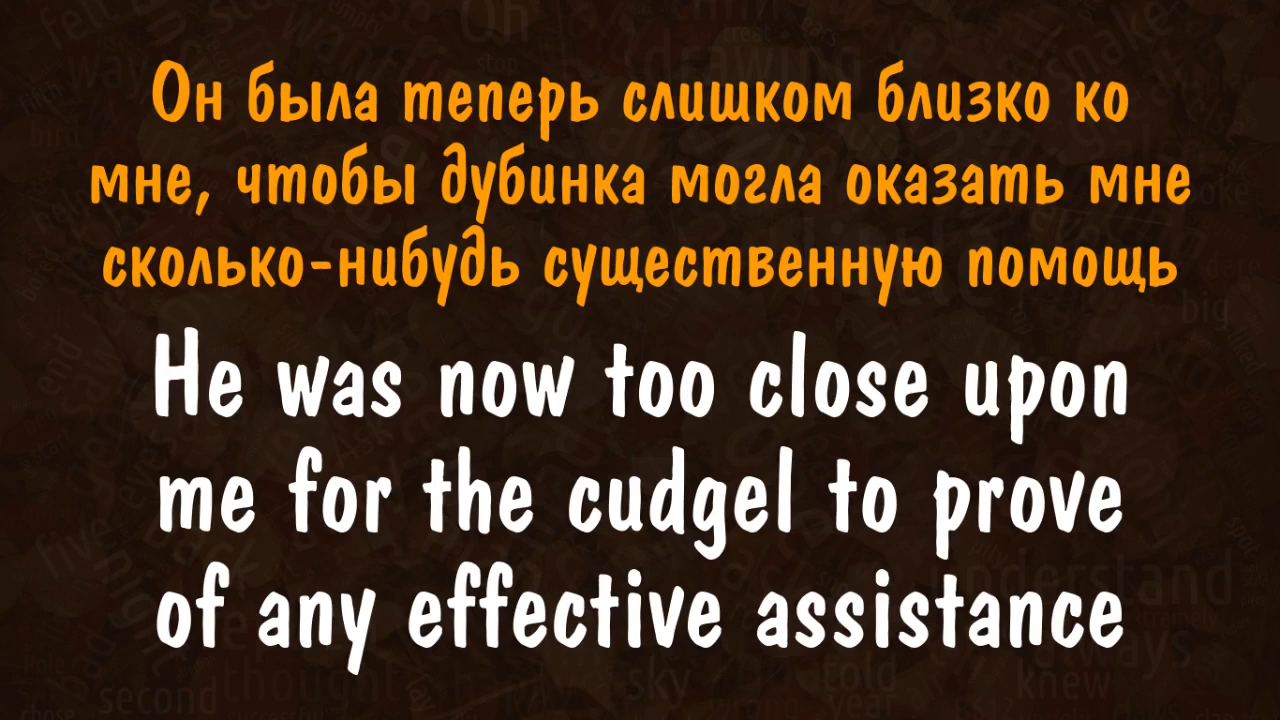 Он была теперь слишком близко ко
мне, чтобы дубинка могла оказать мне
сколько-нибудь существенную помощь
He was now too close upon
me for the cudgel to prove
of any effective assistance